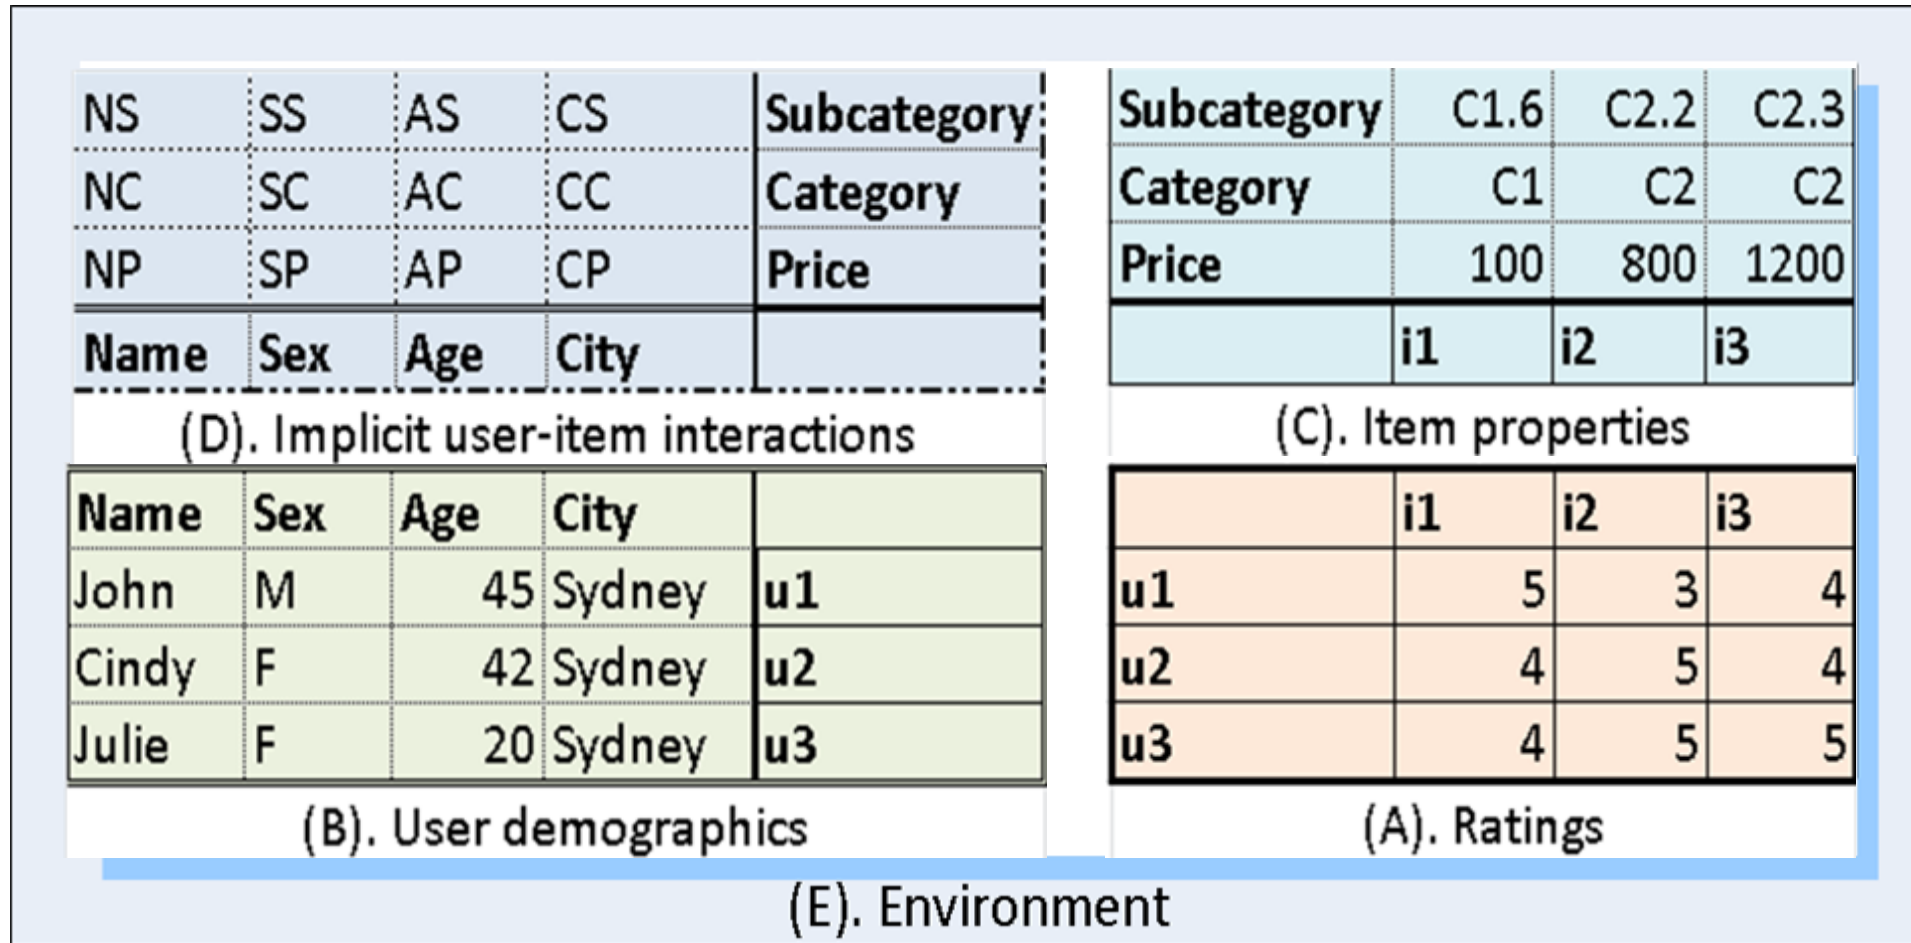 NS SS AS CS Subcategory
NC SC AC CC Category
NP SP AP CP Price
Name Sex Age City
(D). Implicit user-item interactions
Subcategory C1.6 C2.2 C2.3
Category C1 C2 C2
Price 100 800 1200
i1 i2 i3
(C). Item properties
Name Sex Age City
John M 45 Sydney u1
Cindy F 42 Sydney u2
Julie F 20 Sydney u3
(B). User demographics
i1 i2 i3
u1 5 3 4
u2 4 5 4
u3 4 5 5
(A). Ratings
(E). Environment